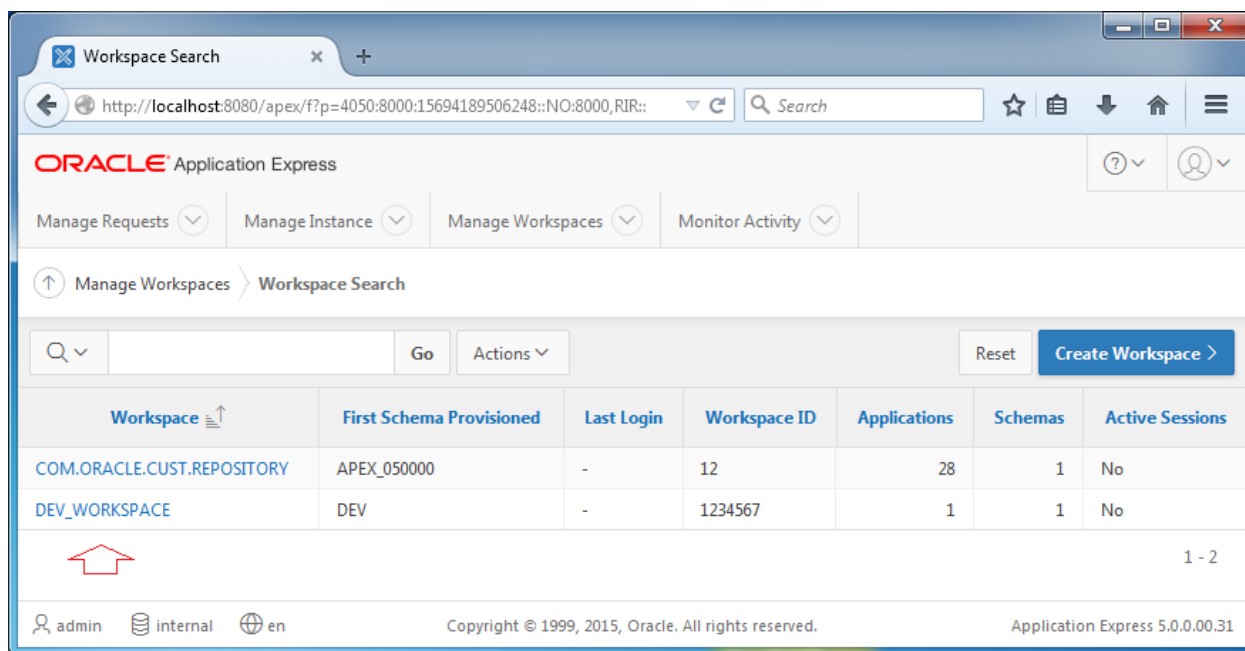 Workspace Search
http://localhost:8080/apex/f?p=4050:8000:15694189506248::NO:8000,RIR:: Search
ORACLE Application Express
Manage Requests Manage Instance Manage Workspaces Monitor Activity
Manage Workspaces Workspace Search
Go Actions Reset Create Workspace
Workspace First Schema Provisioned Last Login Workspace ID Applications Schemas Active Sessions
COM.ORACLE.CUST.REPOSITORY APEX_050000 - 12 28 1 No
DEV_WORKSPACE DEV - 1234567 1 1 No
1 - 2
admin internal en Copyright © 1999, 2015, Oracle. All rights reserved. Application Express 5.0.0.00.31